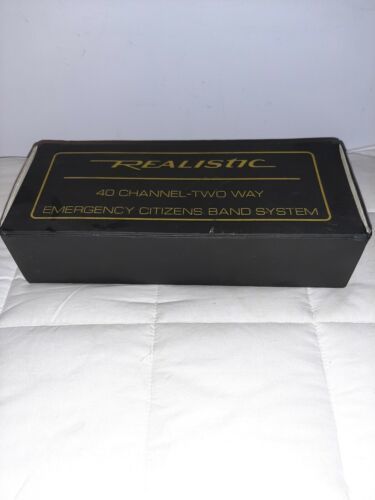 REALISTIC
40 CHANNEL-TWO WAY
EMERGENCY CITIZENS BAND SYSTEM